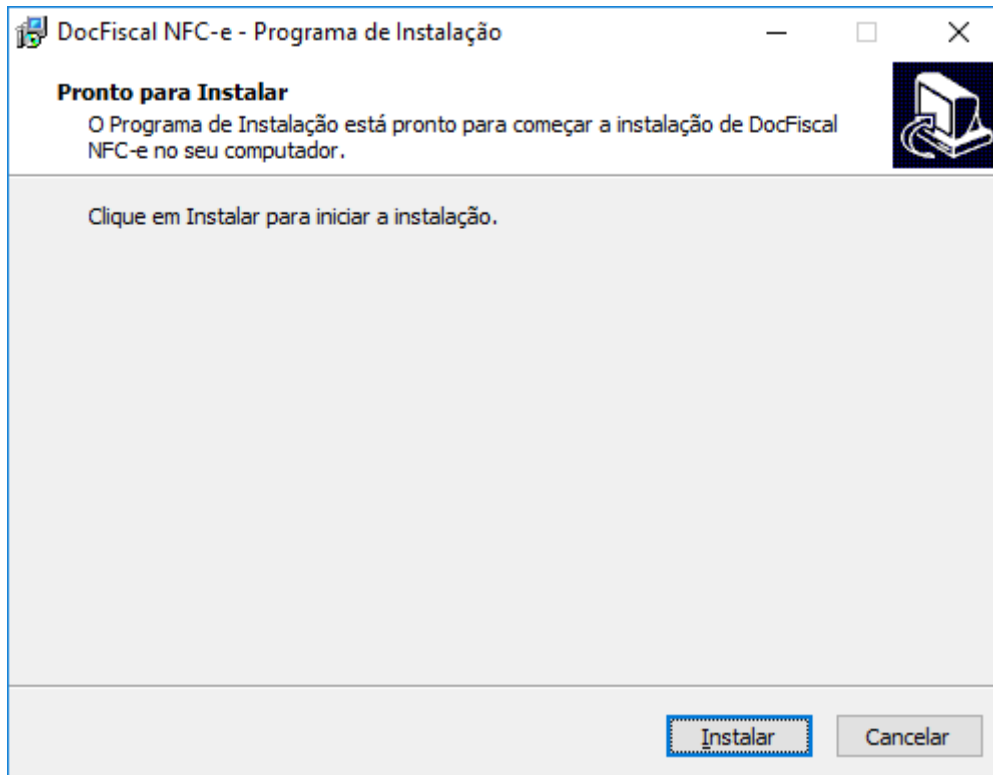 DocFiscal NFC-e - Programa de Instalação
Pronto para Instalar
O Programa de Instalação está pronto para começar a instalação de DocFiscal
NFC-e no seu computador.
Clique em Instalar para iniciar a instalação.
Instalar
Cancelar